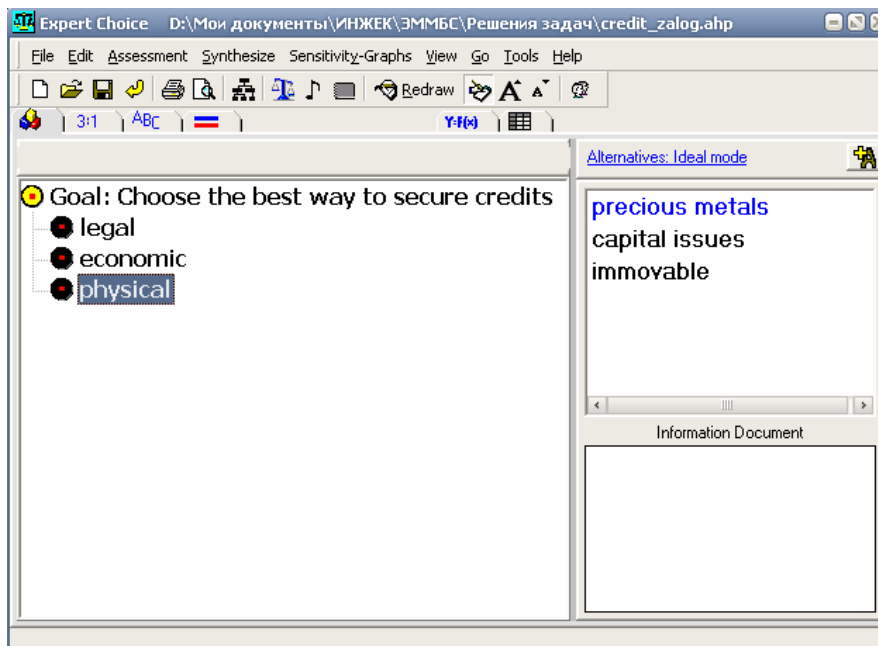 Expert Choice D:\Мои документы\ИНЖЕК\ЭММБС\Решения задач\credit_zalog.ahp
File Edit Assessment Synthesize Sensitivity-Graphs View Go Tools Help
Redraw A A
3:1 ABC Y=F(x)
Alternatives: Ideal mode
Goal: Choose the best way to secure credits
legal
economic
physical
precious metals
capital issues
immovable
Information Document